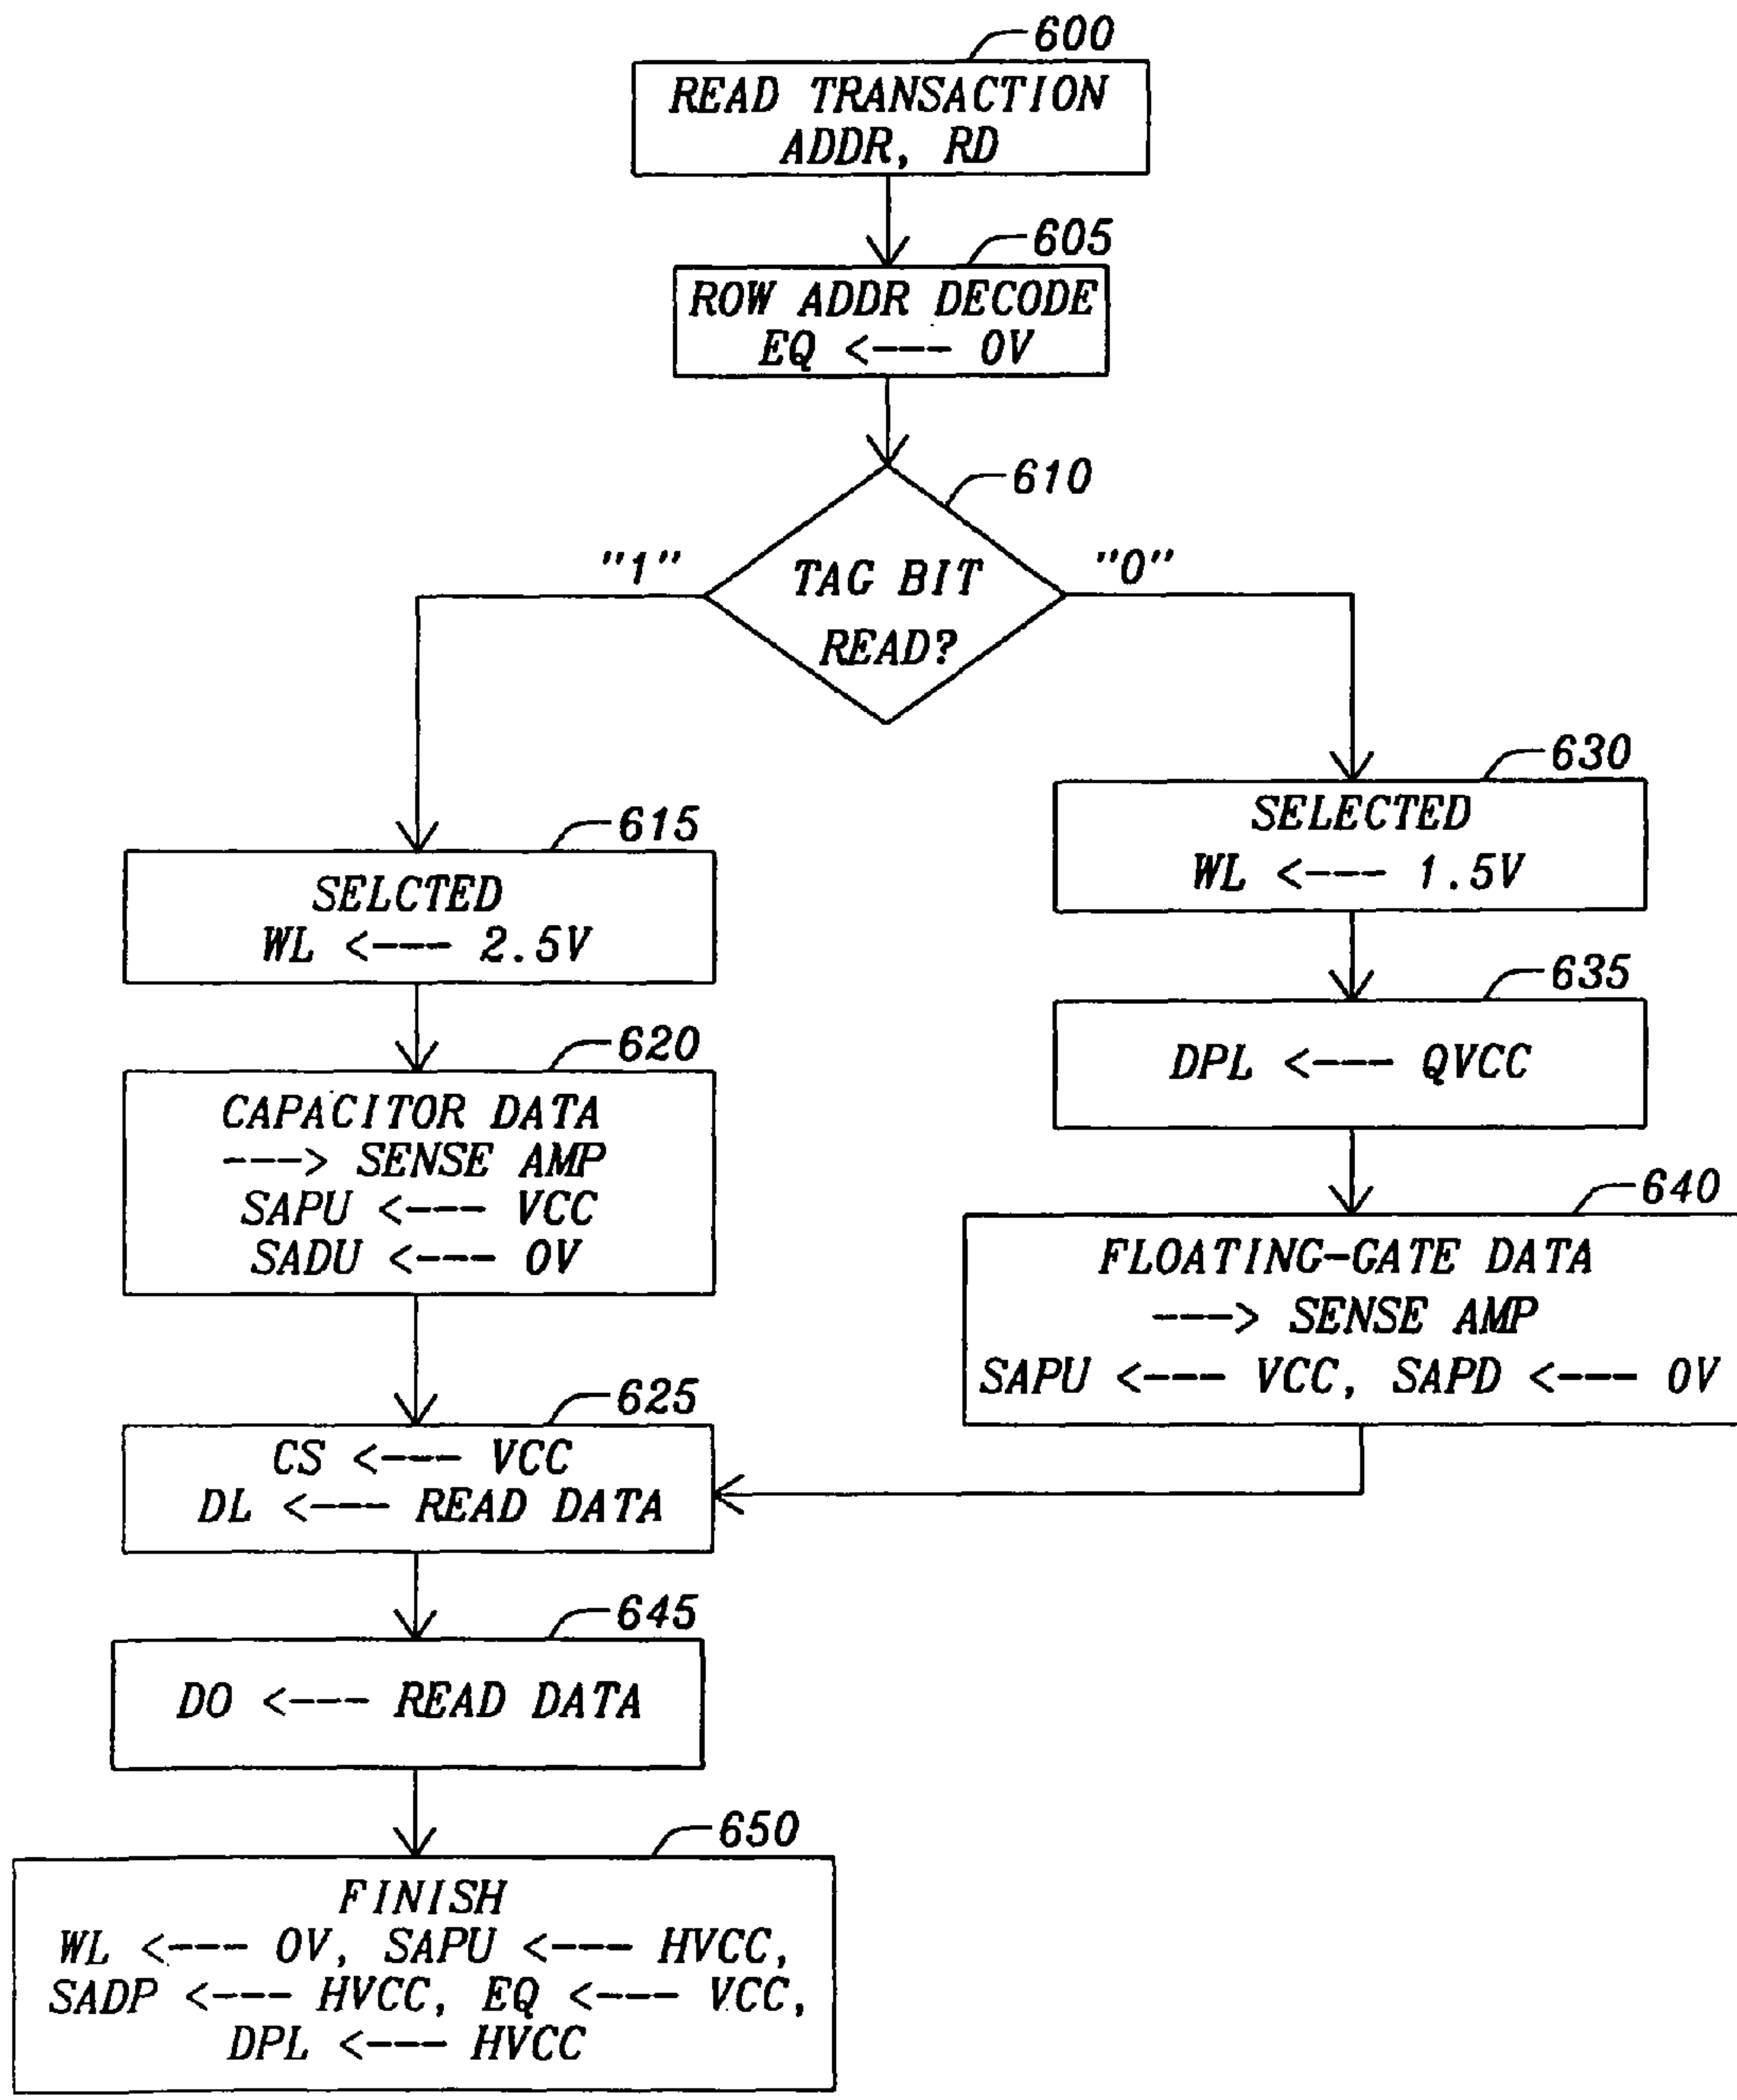 600
READ TRANSACTION
ADDR, RD
605
ROW ADDR DECODE
EQ <--- 0V
610
"1"
"0"
TAG BIT
READ?
615
SELCTED
WL <--- 2.5V
630
SELECTED
WL <--- 1.5V
635
DPL <--- QVCC
620
CAPACITOR DATA
---> SENSE AMP
SAPU <--- VCC
SADU <--- 0V
640
FLOATING-GATE DATA
---> SENSE AMP
SAPU <--- VCC, SAPD <--- 0V
625
CS <--- VCC
DL <--- READ DATA
645
DO <--- READ DATA
650
FINISH
WL <--- 0V, SAPU <--- HVCC,
SADP <--- HVCC, EQ <--- VCC,
DPL <--- HVCC